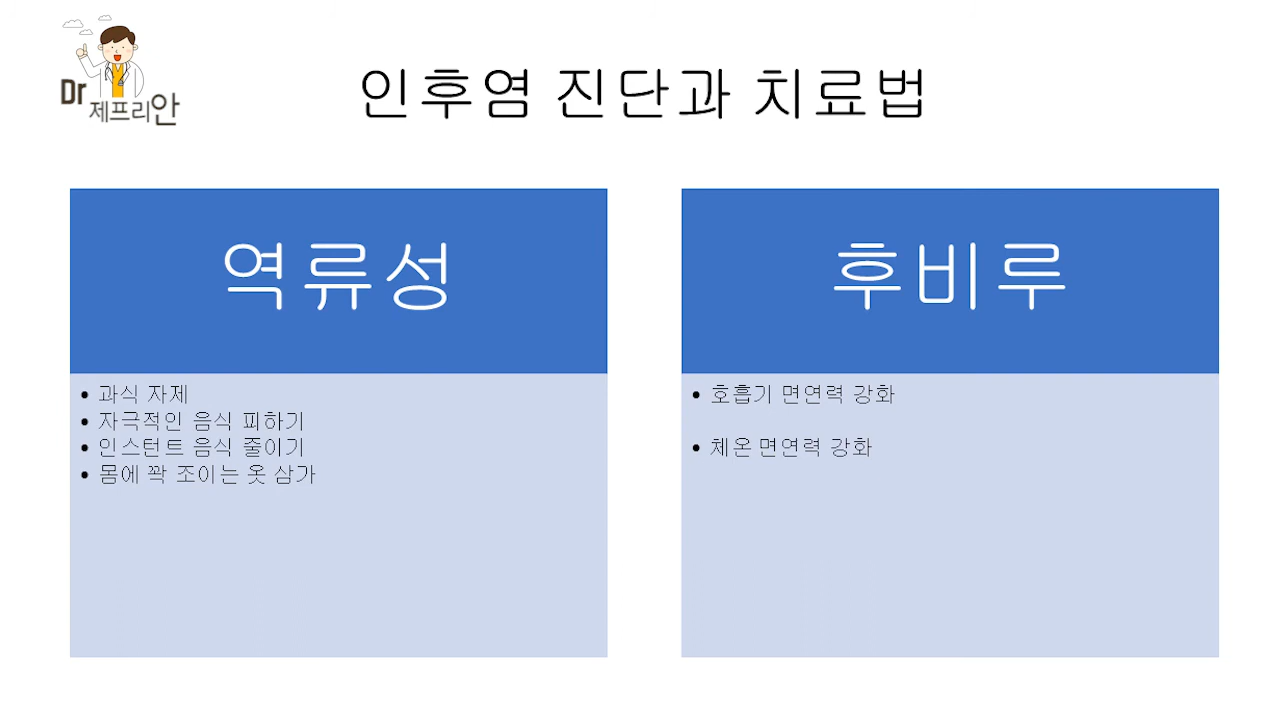 Dr
제프리안
인후염 진단과 치료법
역류성
• 과식 자제
• 자극적인 음식 피하기
• 인스턴트 음식 줄이기
• 몸에 꽉 조이는 옷 삼가
후비루
• 호흡기 면연력 강화
• 체온 면연력 강화